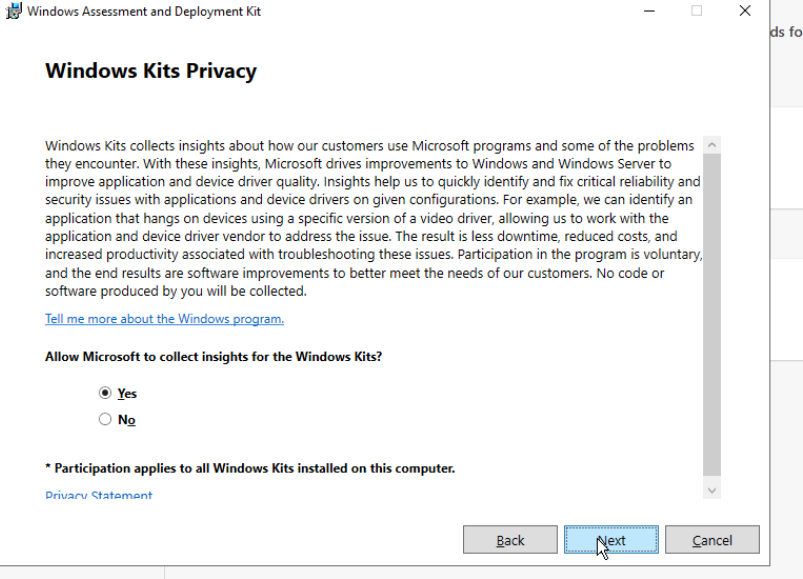 Windows Assessment and Deployment Kit
ds fo
Windows Kits Privacy
Windows Kits collects insights about how our customers use Microsoft programs and some of the problems
they encounter. With these insights, Microsoft drives improvements to Windows and Windows Server to
improve application and device driver quality. Insights help us to quickly identify and fix critical reliability and
security issues with applications and device drivers on given configurations. For example, we can identify an
application that hangs on devices using a specific version of a video driver, allowing us to work with the
application and device driver vendor to address the issue. The result is less downtime, reduced costs, and
increased productivity associated with troubleshooting these issues. Participation in the program is voluntary,
and the end results are software improvements to better meet the needs of our customers. No code or
software produced by you will be collected.
Tell me more about the Windows program.
Allow Microsoft to collect insights for the Windows Kits?
Yes
No
* Participation applies to all Windows Kits installed on this computer.
Privacy Statement
Back Next Cancel